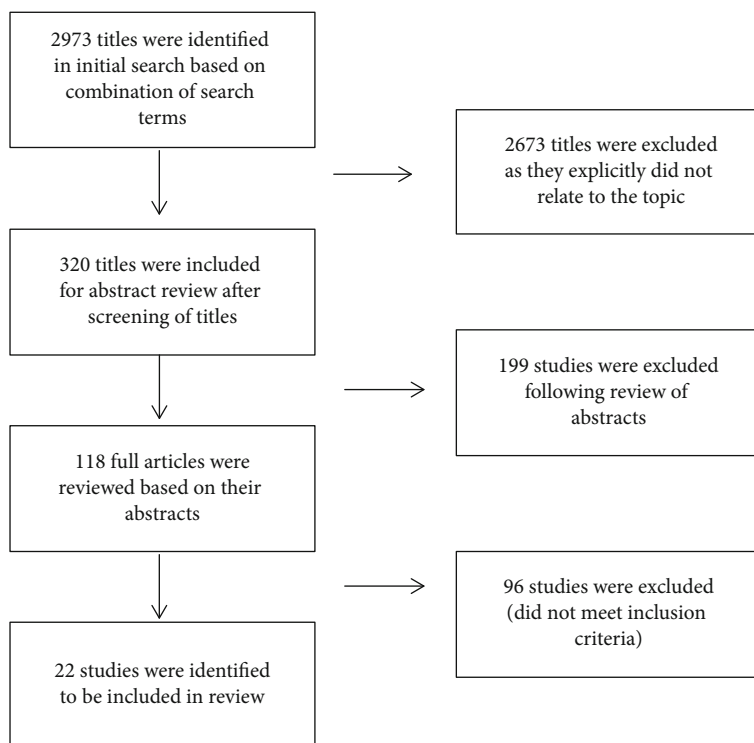 2973 titles were identified
in initial search based on
combination of search
terms
2673 titles were excluded
as they explicitly did not
relate to the topic
320 titles were included
for abstract review after
screening of titles
199 studies were excluded
following review of
abstracts
118 full articles were
reviewed based on their
abstracts
96 studies were excluded
(did not meet inclusion
criteria)
22 studies were identified
to be included in review